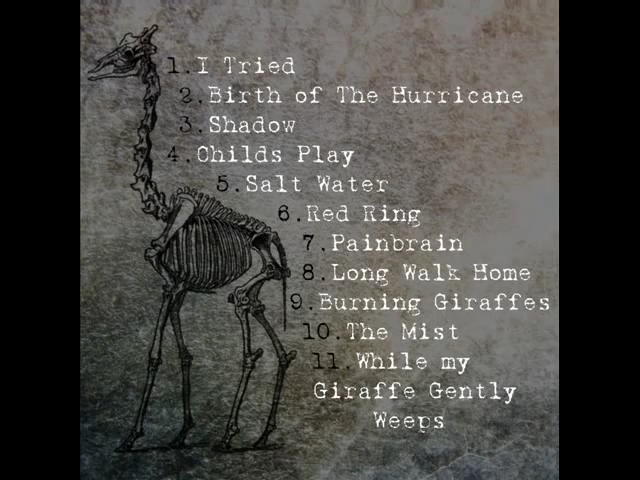 1.I Tried
2.Birth of The Hurricane
3.Shadow
4.Childs Play
5.Salt Water
6.Red Ring
7.Painbrain
8.Long Walk Home
9.Burning Giraffes
10.The Mist
11.While my
Giraffe Gently
Weeps